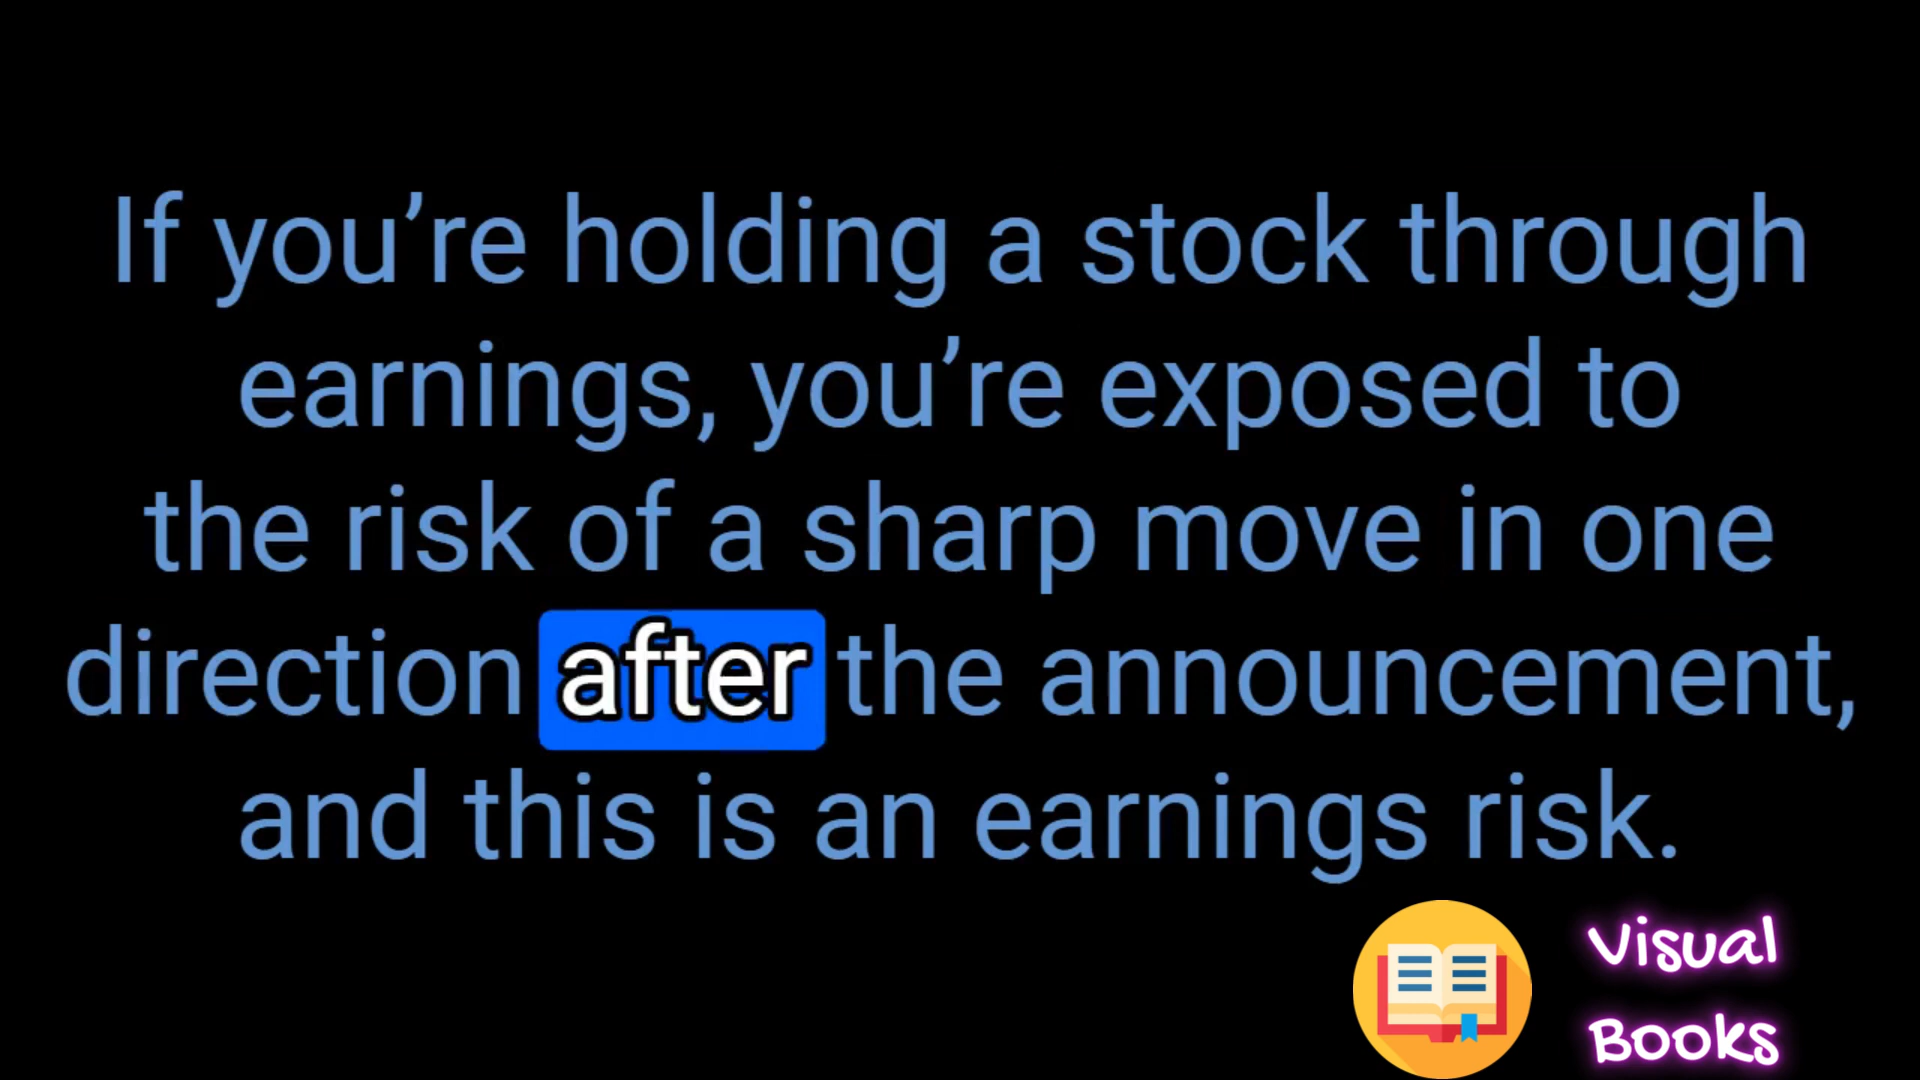 If you’re holding a stock through
earnings, you’re exposed to
the risk of a sharp move in one
direction after the announcement,
and this is an earnings risk.
Visual
Books